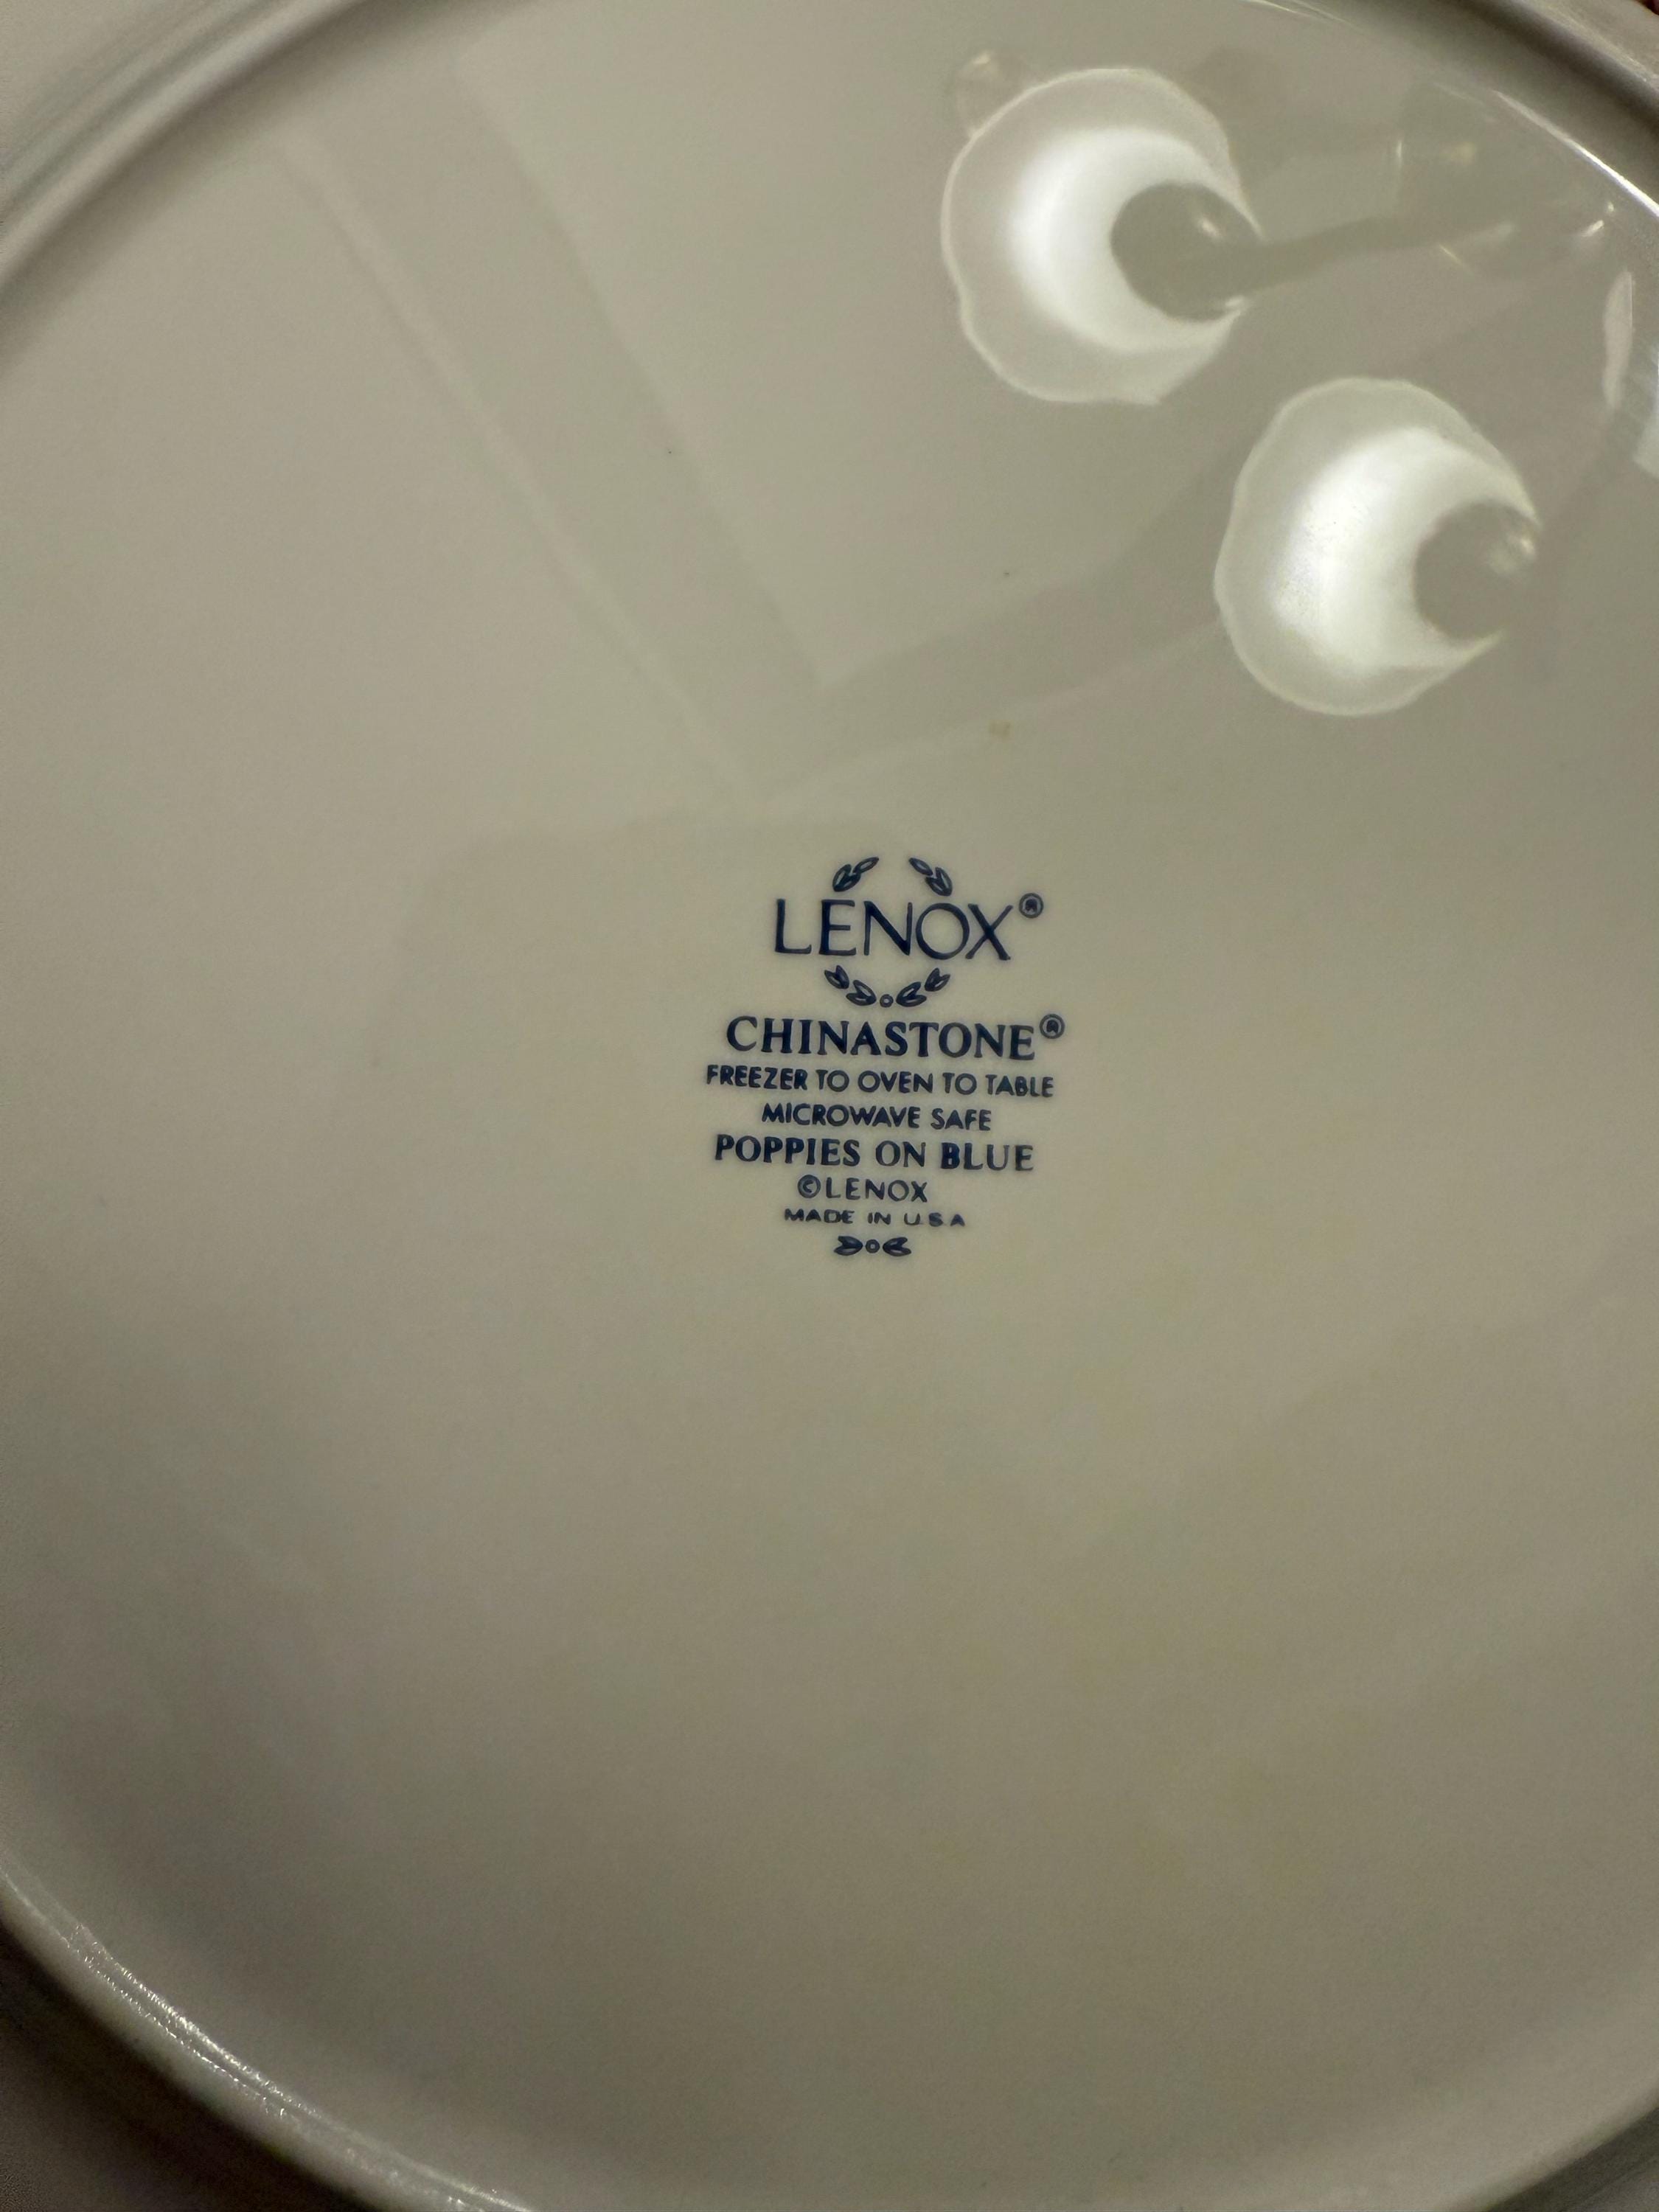 LENOX®
CHINASTONE®
FREEZER TO OVEN TO TABLE
MICROWAVE SAFE
POPPIES ON BLUE
©LENOX
MADE IN U.S.A